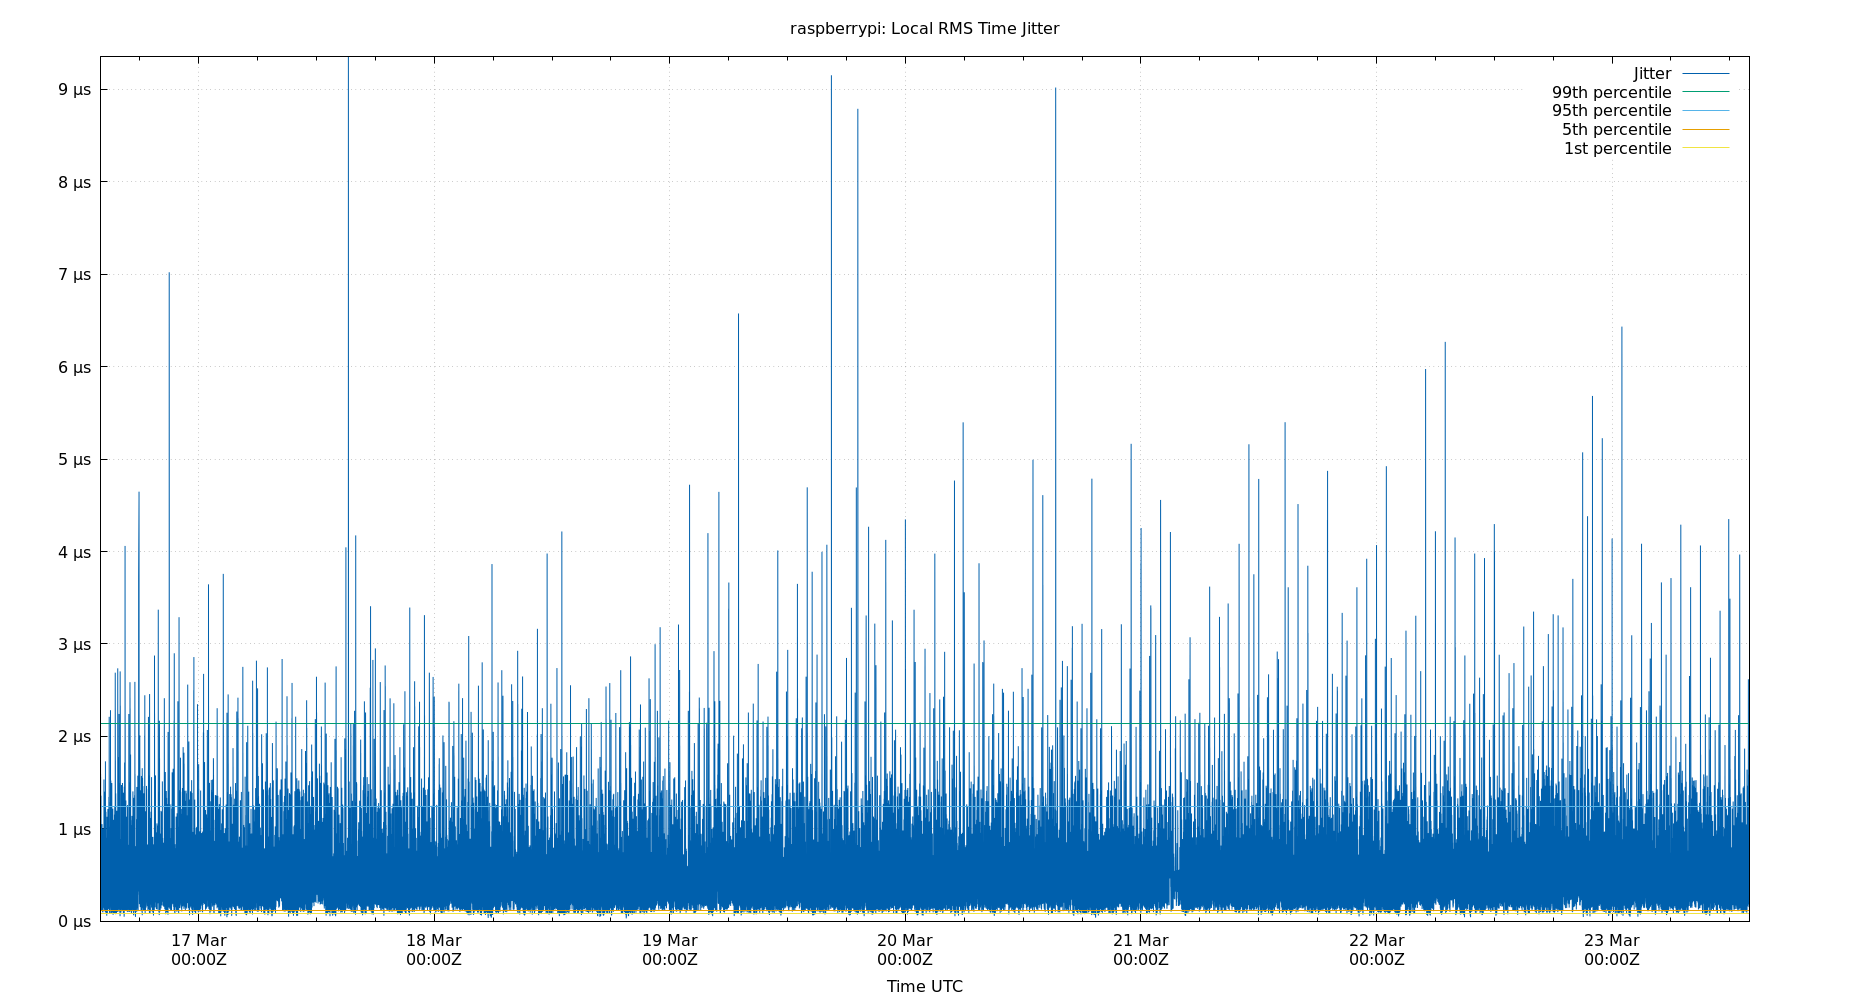 raspberrypi: Local RMS Time Jitter
Jitter
99th percentile
95th percentile
5th percentile
1st percentile
9 µs
8 µs
7 µs
6 µs
5 µs
4 µs
3 µs
2 µs
1 µs
0 µs
17 Mar 18 Mar 19 Mar 20 Mar 21 Mar 22 Mar 23 Mar
00:00Z 00:00Z 00:00Z 00:00Z 00:00Z 00:00Z 00:00Z
Time UTC